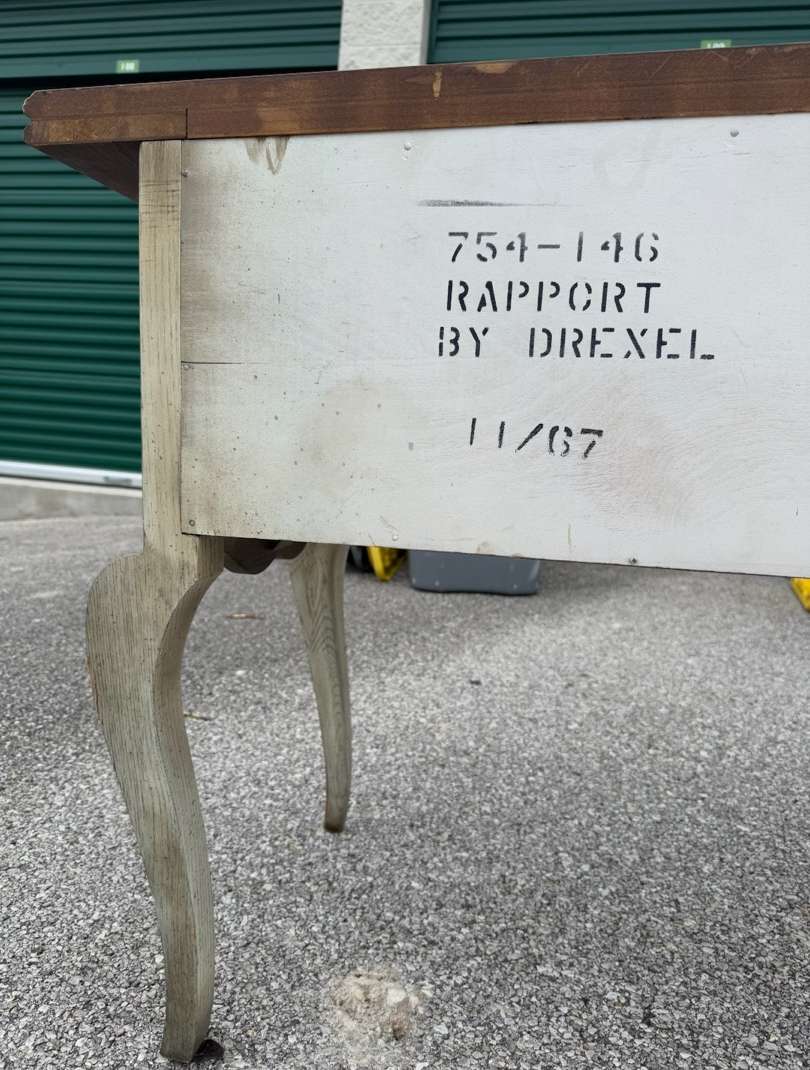 754-146
RAPPORT
BY DREXEL
11/67